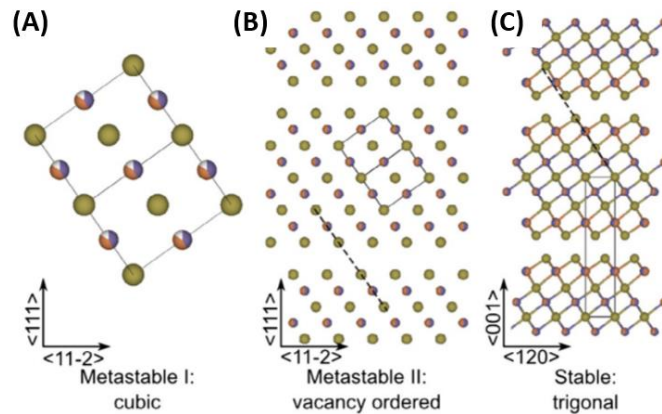 (A)
(B)
(C)
<111>
<11-2>
Metastable I:
cubic
<111>
<11-2>
Metastable II:
vacancy ordered
<001>
<120>
Stable:
trigonal